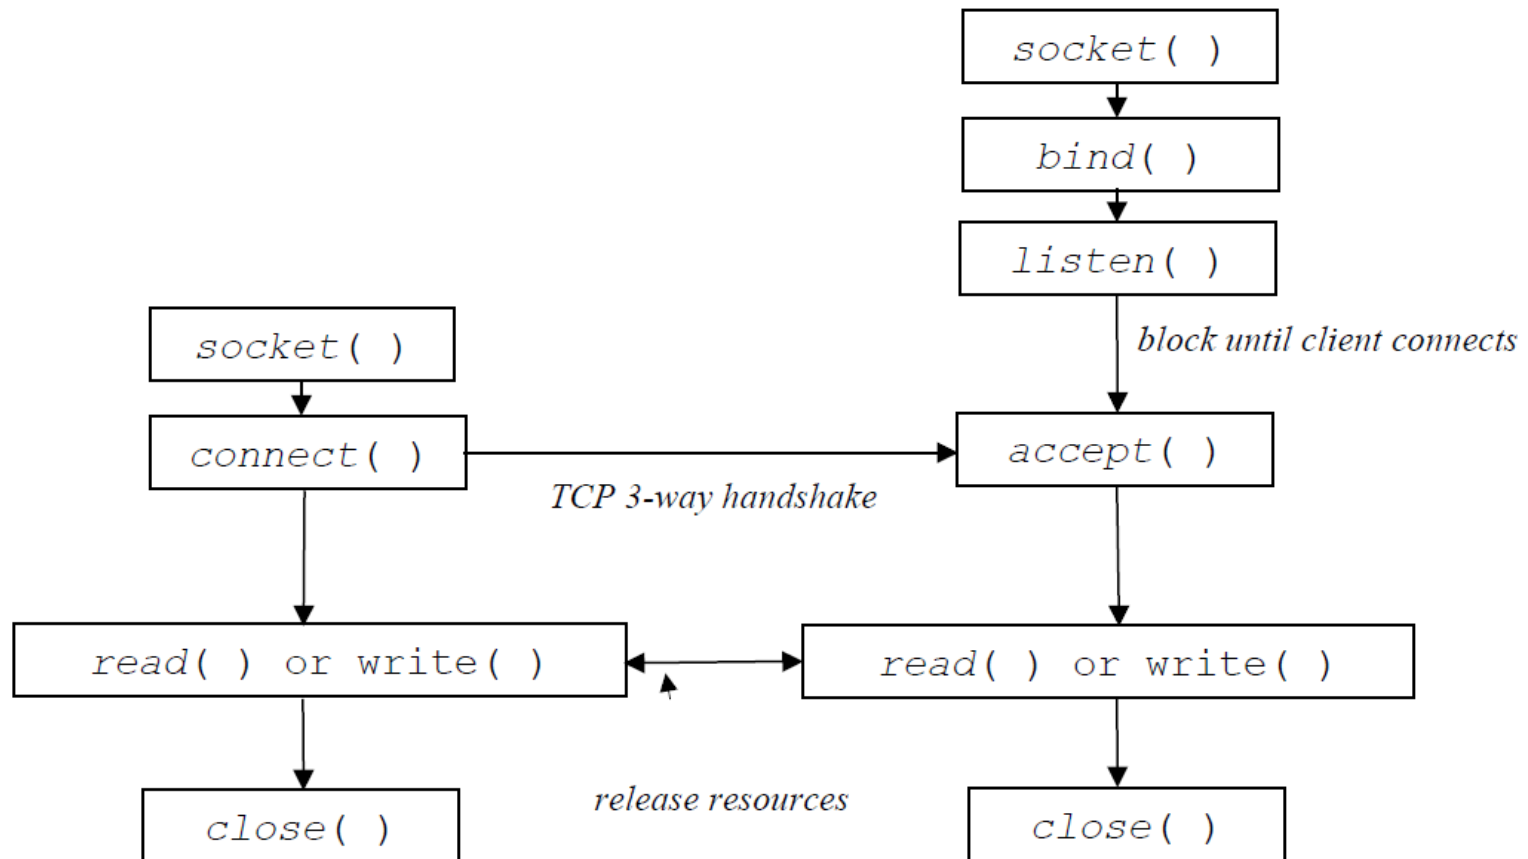 socket( )
bind( )
listen( )
block until client connects
socket( )
connect( )
accept( )
TCP 3-way handshake
read( ) or write( )
read( ) or write( )
release resources
close( )
close( )